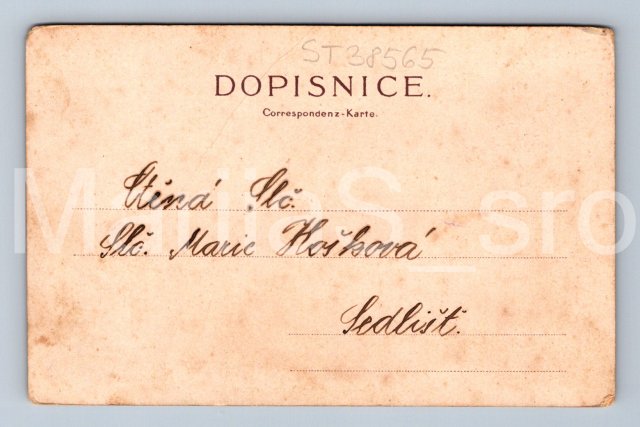 ST38565
DOPISNICE.
Correspondenz-Karte.
Ctěná Slč.
Slč. Marie Hošková
Sedlišt.